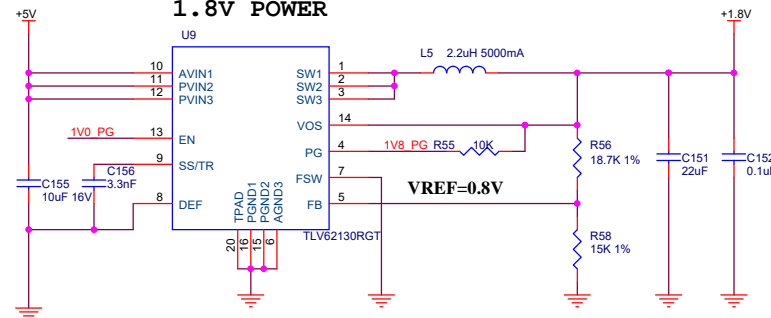 1.8V POWER
+5V
+1.8V
U9
L5 2.2uH 5000mA
10 AVIN1 SW1 1
11 PVIN2 SW2 2
12 PVIN3 SW3 3
VOS 14
1V0_PG 13 EN
PG 4 1V8_PG R55 10K
R56
18.7K 1%
9 SS/TR
C156
3.3nF
FSW 7
C151
22uF
C152
0.1u
C155
10uF 16V
8 DEF
FB 5
VREF=0.8V
TPAD PGND1 PGND2 AGND3
20 16 15 6
TLV62130RGT
R58
15K 1%